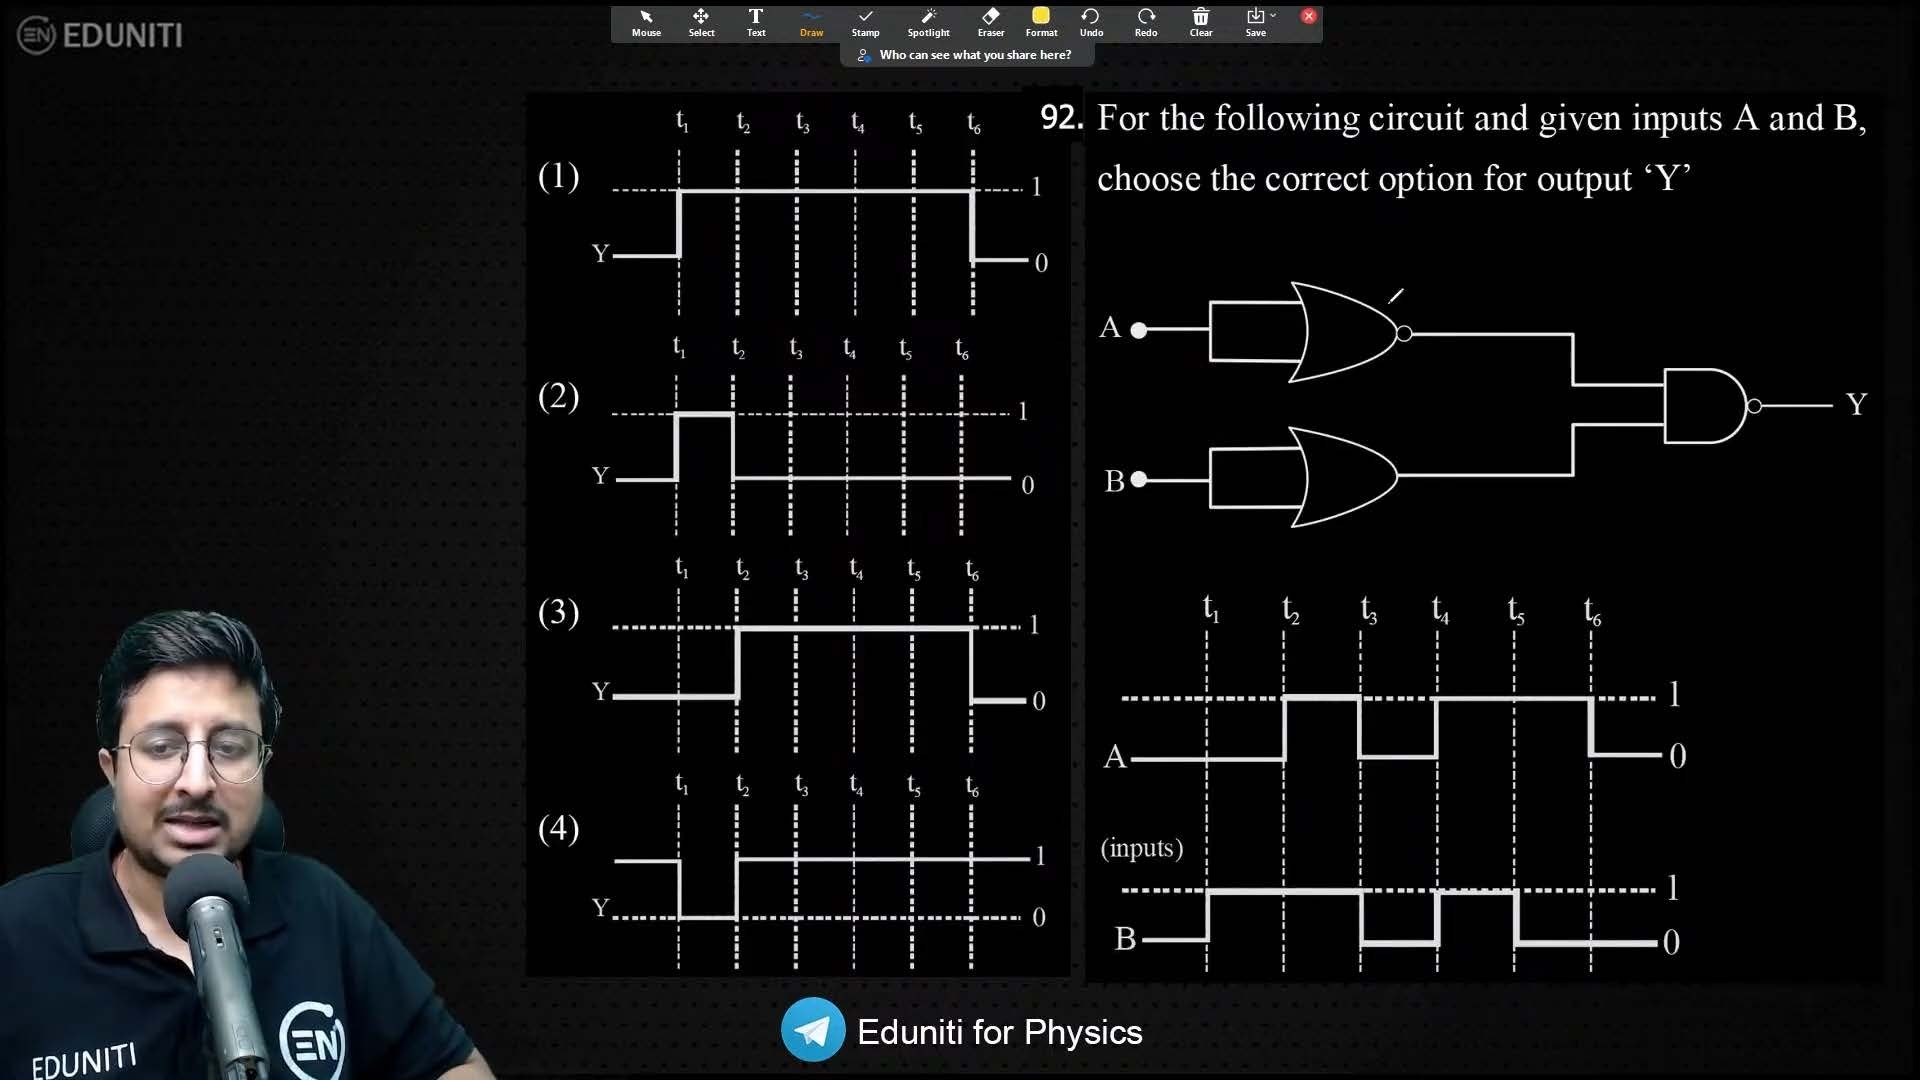 EN EDUNITI
Mouse Select Text Draw Stamp Spotlight Eraser Format Undo Redo Clear Save
Who can see what you share here?
92. For the following circuit and given inputs A and B,
choose the correct option for output ‘Y’
t1 t2 t3 t4 t5 t6
(1)
1
Y
0
t1 t2 t3 t4 t5 t6
(2)
1
Y
0
t1 t2 t3 t4 t5 t6
(3)
1
Y
0
t1 t2 t3 t4 t5 t6
(4)
1
Y
0
A
Y
B
t1 t2 t3 t4 t5 t6
1
A
0
(inputs)
1
B
0
EDUNITI
EN
Eduniti for Physics